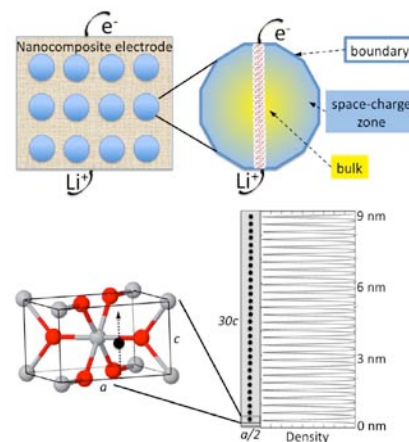 e-
Nanocomposite electrode
Li+
e-
boundary
space-charge
zone
bulk
Li+
c
a
30c
a/2
9 nm
6 nm
3 nm
0 nm
Density